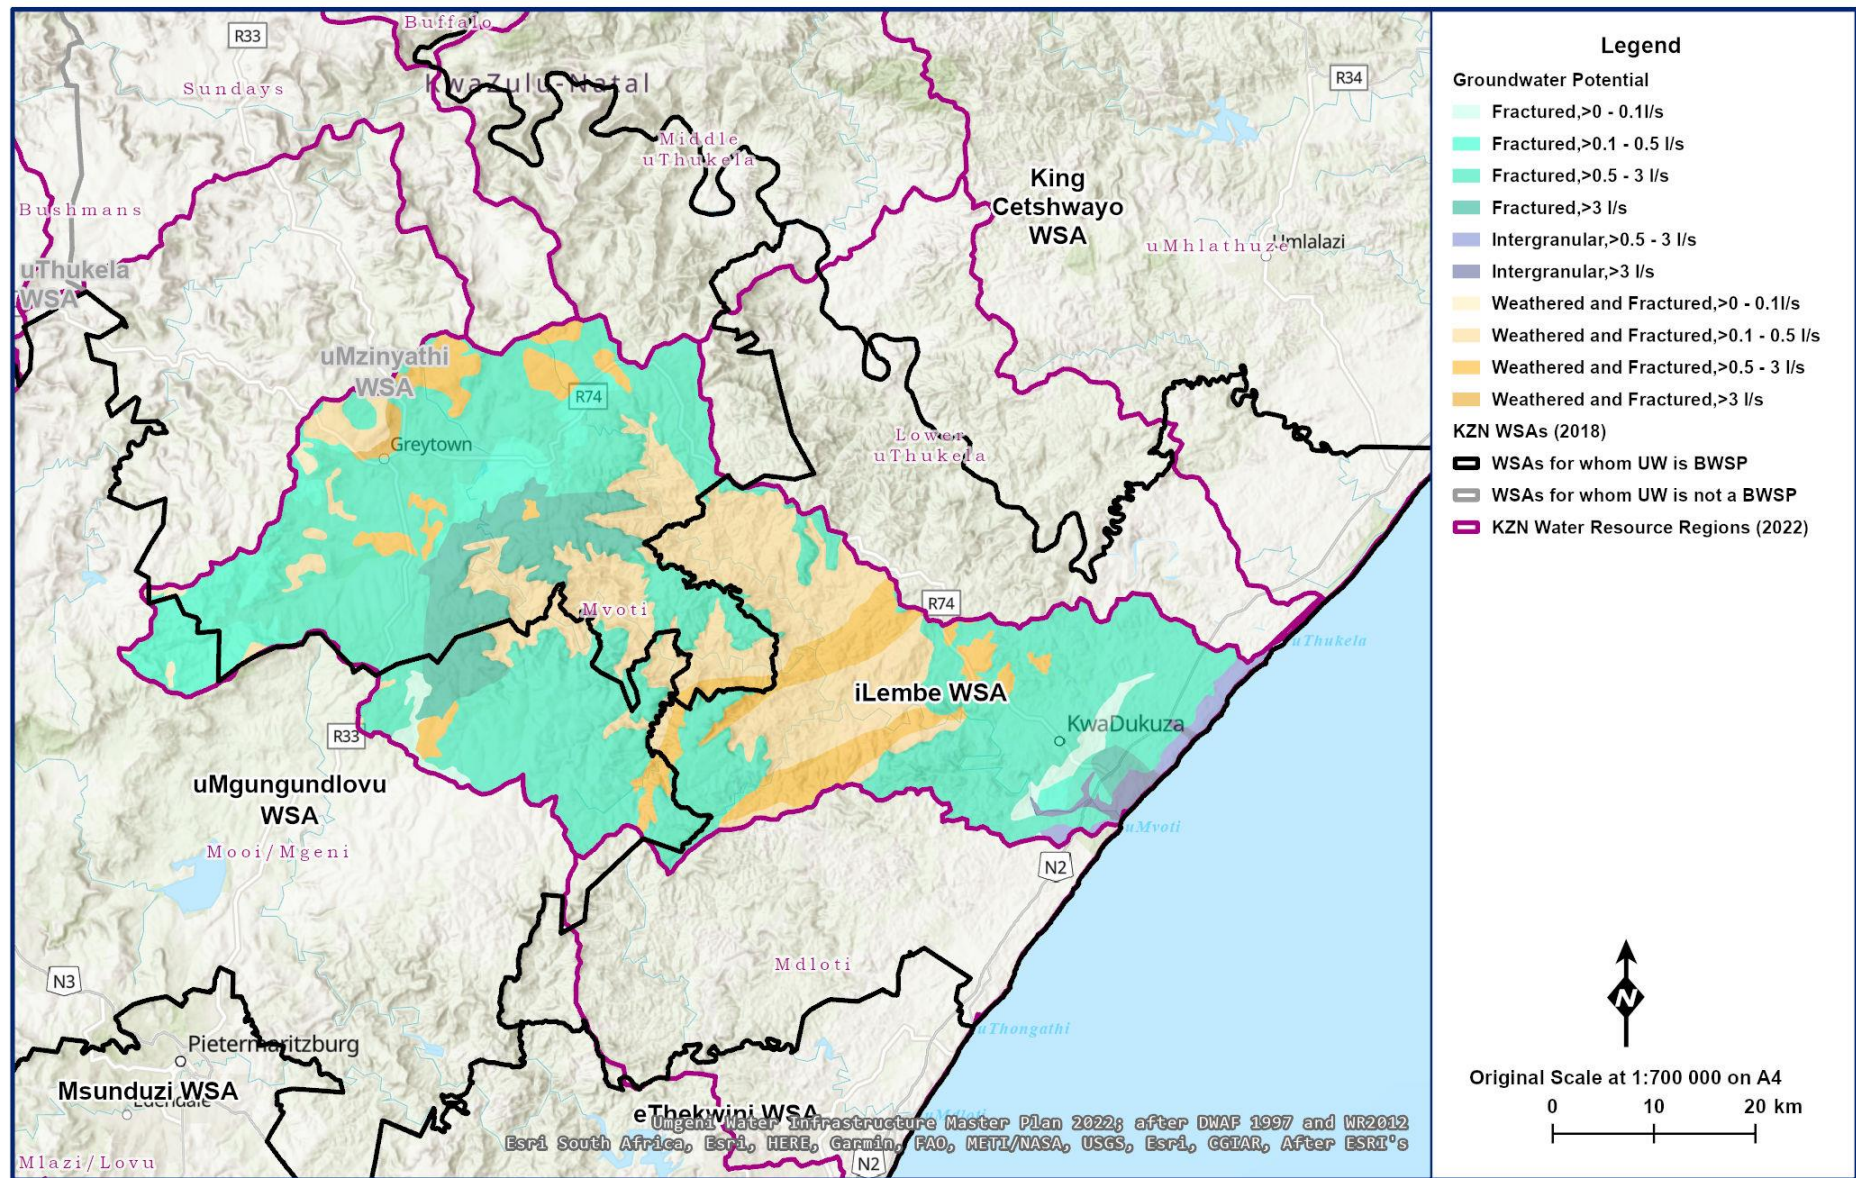 Buffalo
R33
KwaZulu-Natal
R34
Sundays
Middle
uThukela
King
Cetshwayo
WSA
Bushmans
uMhlathuze
Umlalazi
uThukela
WSA
uMzinyathi
WSA
R74
Greytown
Lower
uThukela
Mvoti
R74
uThukela
iLembe WSA
KwaDukuza
R33
uMgungundlovu
WSA
uMvoti
Mooi/Mgeni
N2
Mdloti
N3
uThongathi
Pietermaritzburg
Msunduzi WSA
Edendale
eThekwini WSA
uMdloti
Umgeni Water Infrastructure Master Plan 2022; after DWAF 1997 and WR2012
Esri South Africa, Esri, HERE, Garmin, FAO, METI/NASA, USGS, Esri, CGIAR, After ESRI's
Mlazi/Lovu
N2
Legend
Groundwater Potential
Fractured,>0 - 0.1l/s
Fractured,>0.1 - 0.5 l/s
Fractured,>0.5 - 3 l/s
Fractured,>3 l/s
Intergranular,>0.5 - 3 l/s
Intergranular,>3 l/s
Weathered and Fractured,>0 - 0.1l/s
Weathered and Fractured,>0.1 - 0.5 l/s
Weathered and Fractured,>0.5 - 3 l/s
Weathered and Fractured,>3 l/s
KZN WSAs (2018)
WSAs for whom UW is BWSP
WSAs for whom UW is not a BWSP
KZN Water Resource Regions (2022)
N
Original Scale at 1:700 000 on A4
0 10 20 km